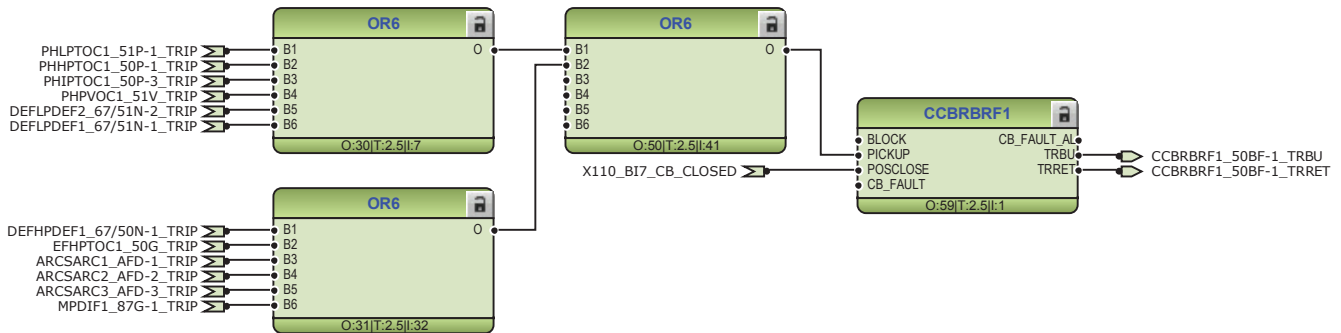 OR6
PHLPTOC1_51P-1_TRIP B1 O
PHHPTOC1_50P-1_TRIP B2
PHIPTOC1_50P-3_TRIP B3
PHPVOC1_51V_TRIP B4
DEFLPDEF2_67/51N-2_TRIP B5
DEFLPDEF1_67/51N-1_TRIP B6
O:30|T:2.5|I:7
OR6
B1 O
B2
B3
B4
B5
B6
O:50|T:2.5|I:41
CCBRBRF1
BLOCK CB_FAULT_AL
PICKUP TRBU CCBRBRF1_50BF-1_TRBU
X110_BI7_CB_CLOSED POSCLOSE TRRET CCBRBRF1_50BF-1_TRRET
CB_FAULT
O:59|T:2.5|I:1
OR6
DEFHPDEF1_67/50N-1_TRIP B1 O
EFHPTOC1_50G_TRIP B2
ARCSARC1_AFD-1_TRIP B3
ARCSARC2_AFD-2_TRIP B4
ARCSARC3_AFD-3_TRIP B5
MPDIF1_87G-1_TRIP B6
O:31|T:2.5|I:32